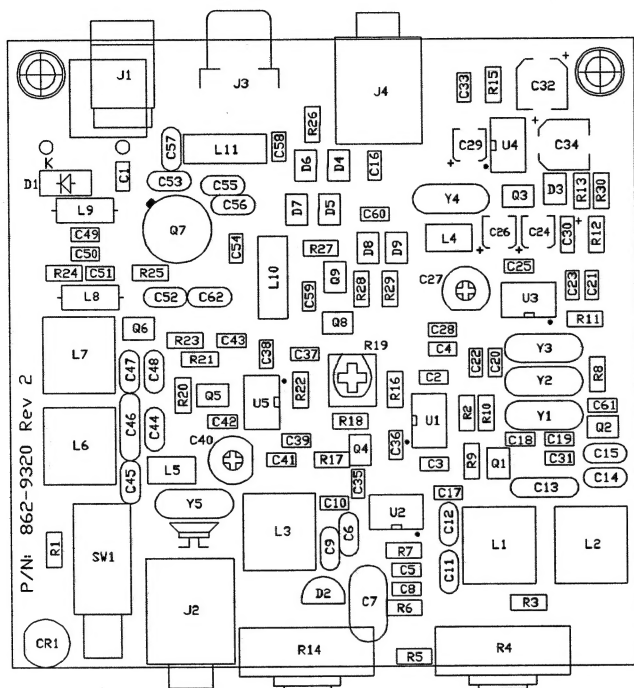 J1
J3
J4
C33
R15
C32
R26
C57
L11
C58
C29
U4
C34
K
D6
D4
C16
D1
C1
C53
C55
Y4
Q3
D3
R13
R30
L9
C56
D7
D5
C60
C49
Q7
C54
L4
C26
C24
C30
R12
C50
R27
D8
D9
R24
C51
R25
L10
Q9
R28
R29
C27
C25
C23
C21
L8
C52
C62
C59
U3
Q6
Q8
C28
R11
L7
R23
C43
C38
C37
R19
C4
Y3
R21
C22
C20
C47
C48
R20
Q5
U5
R22
R16
C2
Y2
R8
C46
C44
C42
R18
U1
R2
R10
Y1
C61
L6
C40
C39
C36
C18
C19
Q2
C45
L5
C41
R17
Q4
C3
R9
Q1
C31
C15
C35
C14
Y5
C10
C17
C13
P/N: 862-9320 Rev 2
R1
SW1
L3
C9
C6
U2
C12
L1
L2
R7
C11
C5
D2
C7
C8
J2
R6
R3
CR1
R14
R5
R4